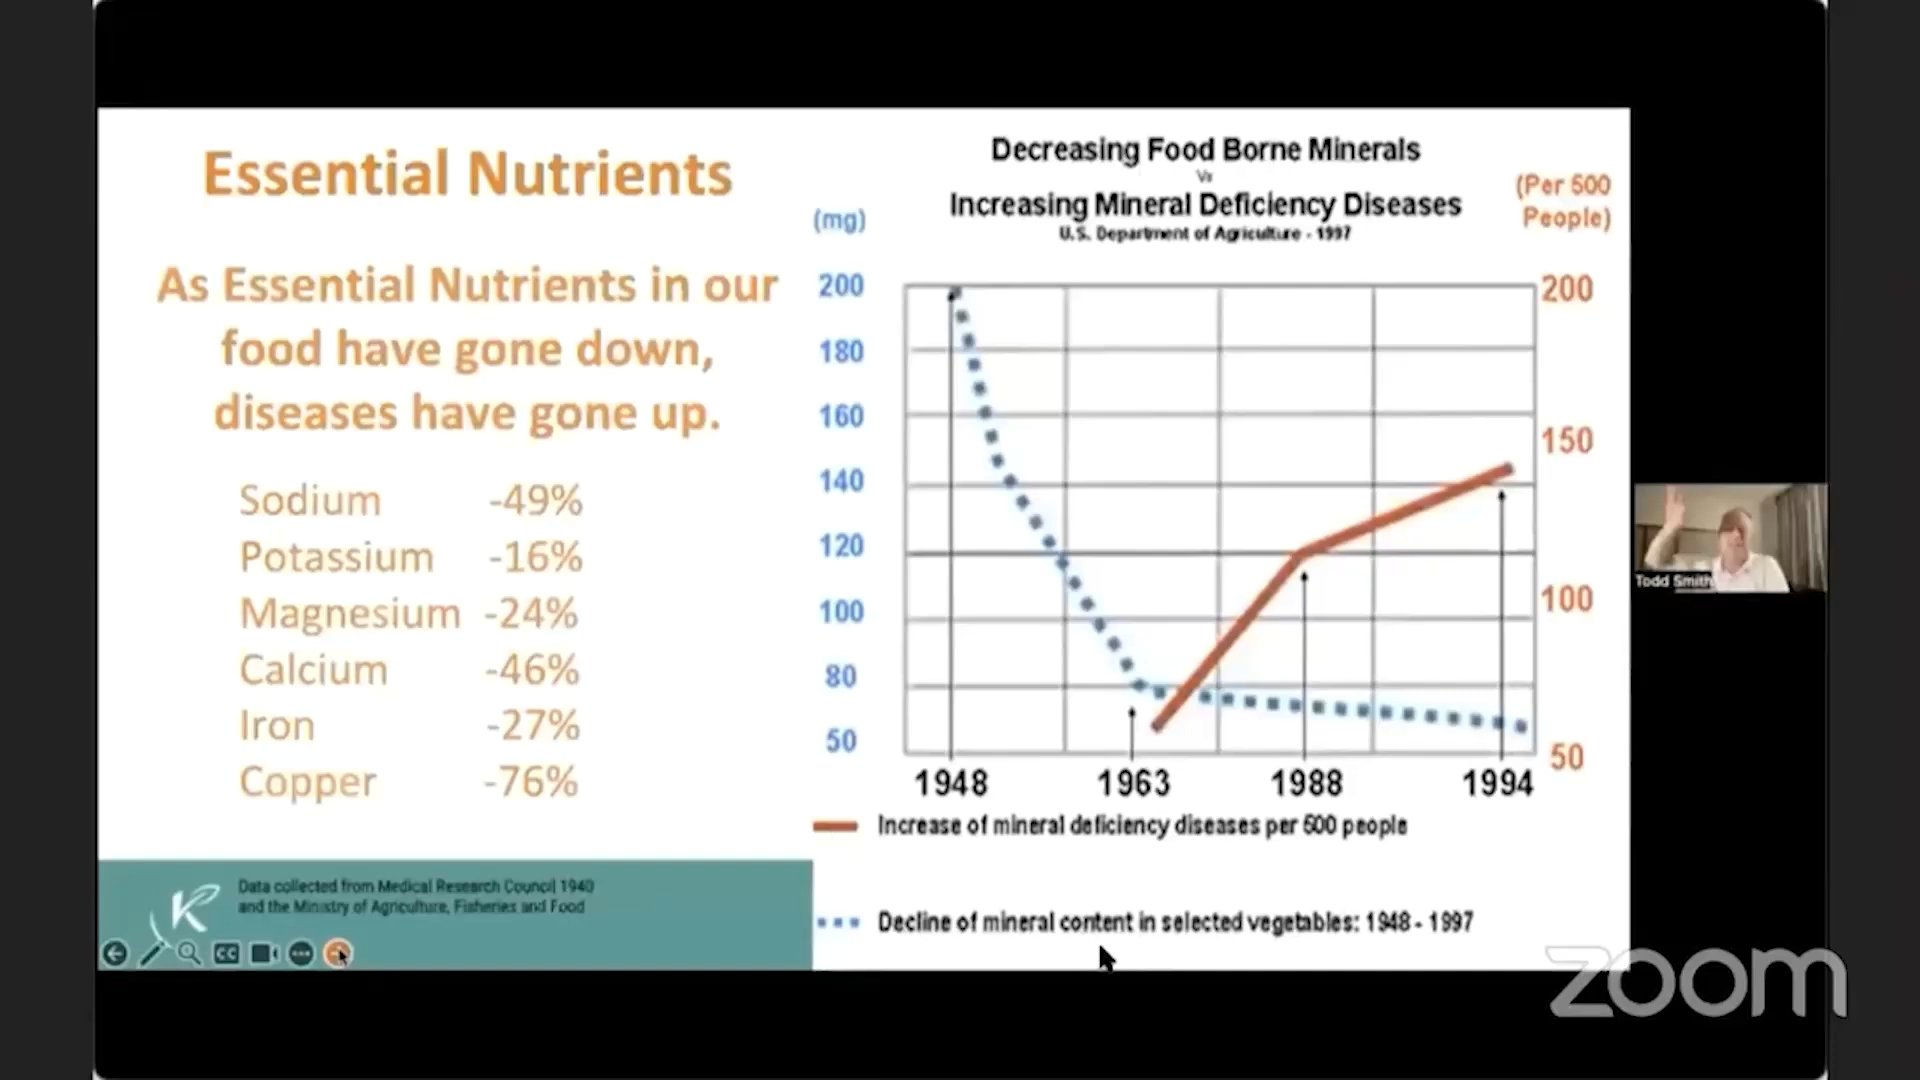 Essential Nutrients
As Essential Nutrients in our
food have gone down,
diseases have gone up.
Sodium -49%
Potassium -16%
Magnesium -24%
Calcium -46%
Iron -27%
Copper -76%
K
Data collected from Medical Research Council 1940
and the Ministry of Agriculture, Fisheries and Food
CC
Decreasing Food Borne Minerals
Vs
Increasing Mineral Deficiency Diseases
U.S. Department of Agriculture - 1997
(mg)
(Per 500
People)
200
180
160
140
120
100
80
50
200
150
100
50
1948 1963 1988 1994
Increase of mineral deficiency diseases per 500 people
Decline of mineral content in selected vegetables: 1948 - 1997
Todd Smith
zoom